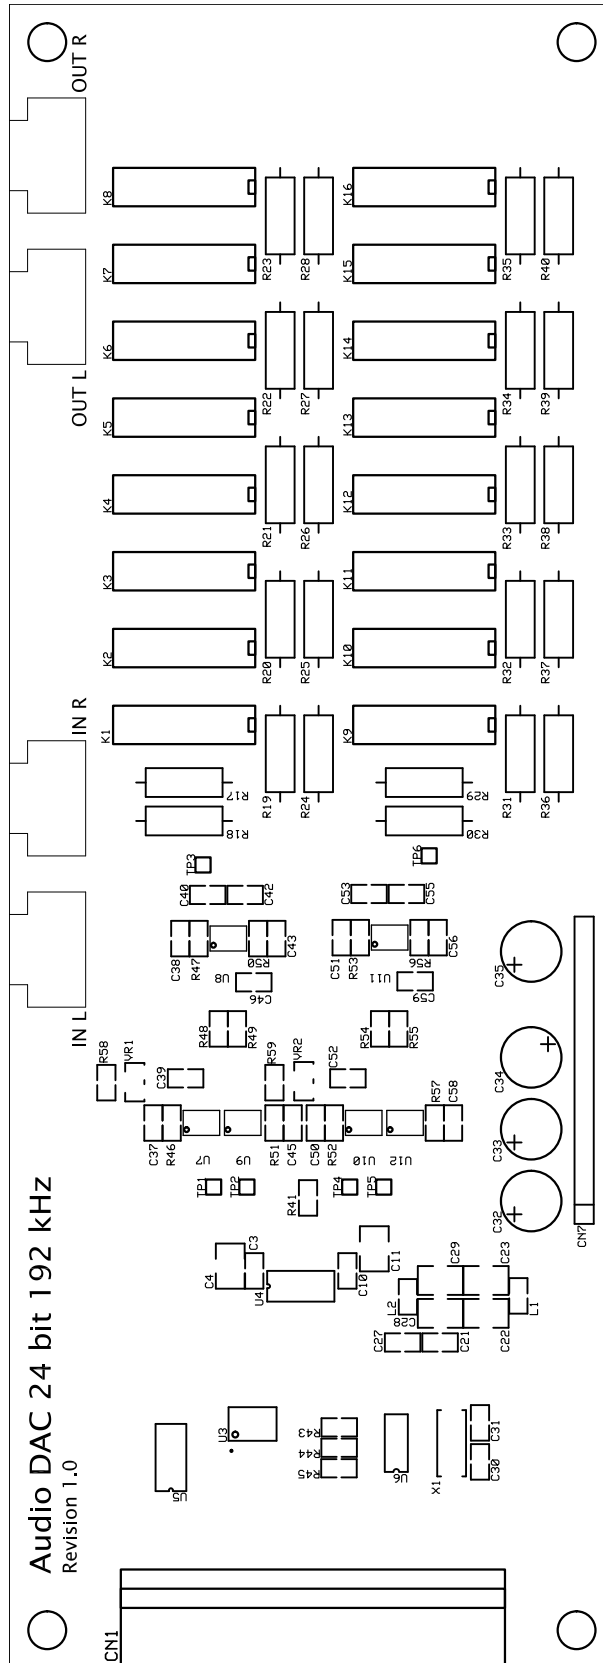 OUT R
K8
K16
R23
R28
R35
R40
K7
K15
K6
K14
OUT L
R22
R27
R34
R39
K5
K13
K4
K12
R21
R26
R33
R38
K3
K11
K2
K10
R20
R25
R32
R37
IN R
K1
K9
R17
R29
R19
R24
R31
R36
R18
R30
TP3
TP6
C40
C42
C53
C55
C38
R47
R50
C43
C51
R53
R56
C56
U8
U11
C35
C46
C59
IN L
R48
R49
R54
R55
R58
VR1
C39
R59
VR2
C52
C34
R57
C58
C37
R46
R51
C45
C50
R52
C33
U7
U9
U10
U12
TP1
TP2
R41
TP4
TP5
C32
CN7
C4
C3
U4
C10
C11
C29
C23
L2
L1
C28
C27
C21
C22
U3
R43
R44
R45
U6
X1
C31
C30
U5
Audio DAC 24 bit 192 kHz
Revision 1.0
CN1